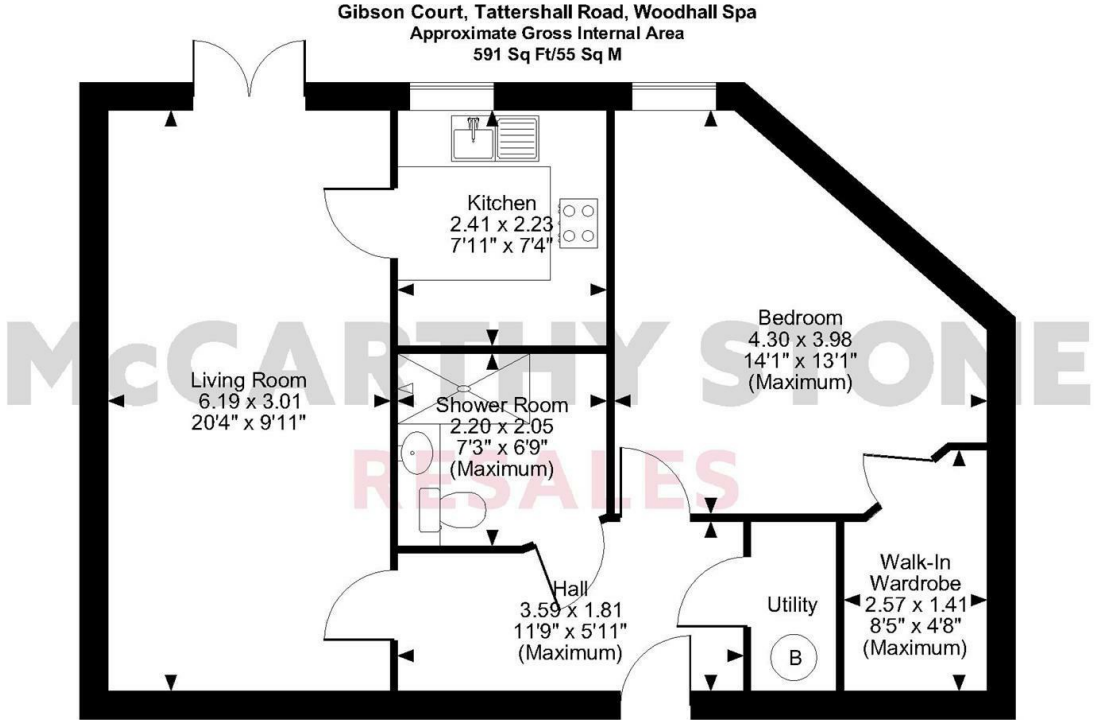 Gibson Court, Tattershall Road, Woodhall Spa
Approximate Gross Internal Area
591 Sq Ft/55 Sq M
Kitchen
2.41 x 2.23
7'11" x 7'4"
Bedroom
4.30 x 3.98
14'1" x 13'1"
(Maximum)
McCARTHY STONE
RESALES
Living Room
6.19 x 3.01
20'4" x 9'11"
Shower Room
2.20 x 2.05
7'3" x 6'9"
(Maximum)
Hall
3.59 x 1.81
11'9" x 5'11"
(Maximum)
Utility
B
Walk-In
Wardrobe
2.57 x 1.41
8'5" x 4'8"
(Maximum)